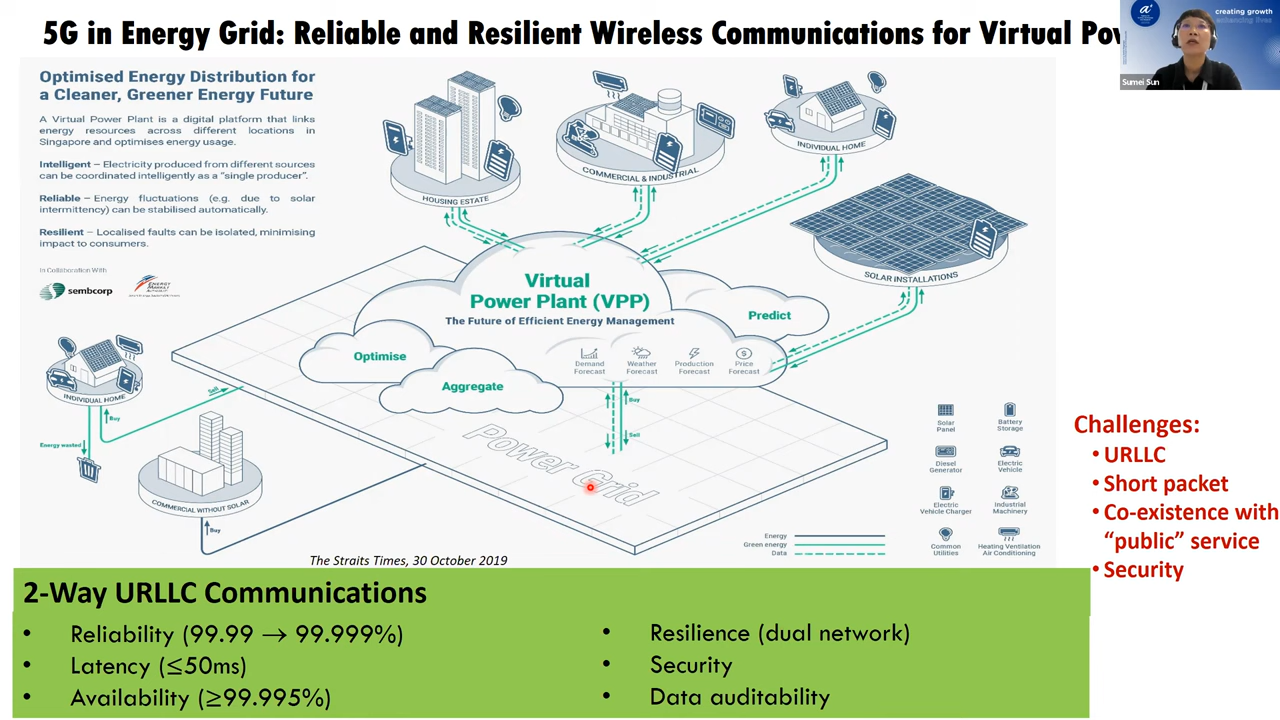 5G in Energy Grid: Reliable and Resilient Wireless Communications for Virtual Pow
creating growth
enhancing lives
Sumei Sun
Optimised Energy Distribution for
a Cleaner, Greener Energy Future
A Virtual Power Plant is a digital platform that links
energy resources across different locations in
Singapore and optimises energy usage.
Intelligent – Electricity produced from different sources
can be coordinated intelligently as a “single producer”.
Reliable – Energy fluctuations (e.g. due to solar
intermittency) can be stabilised automatically.
Resilient – Localised faults can be isolated, minimising
impact to consumers.
In Collaboration With
sembcorp
ENERGY
MARKET
AUTHORITY
HOUSING ESTATE
COMMERCIAL & INDUSTRIAL
INDIVIDUAL HOME
SOLAR INSTALLATIONS
Virtual
Power Plant (VPP)
The Future of Efficient Energy Management
Predict
Optimise
Aggregate
Demand
Forecast
Weather
Forecast
Production
Forecast
Price
Forecast
Buy
Sell
Power Grid
INDIVIDUAL HOME
Sell
Buy
Energy wasted
COMMERCIAL WITHOUT SOLAR
Buy
Solar
Panel
Battery
Storage
Diesel
Generator
Electric
Vehicle
Electric
Vehicle Charger
Industrial
Machinery
Common
Utilities
Heating Ventilation
Air Conditioning
Energy
Green energy
Data
The Straits Times, 30 October 2019
Challenges:
• URLLC
• Short packet
• Co-existence with
“public” service
• Security
2-Way URLLC Communications
• Reliability (99.99 → 99.999%)
• Latency (≤50ms)
• Availability (≥99.995%)
• Resilience (dual network)
• Security
• Data auditability